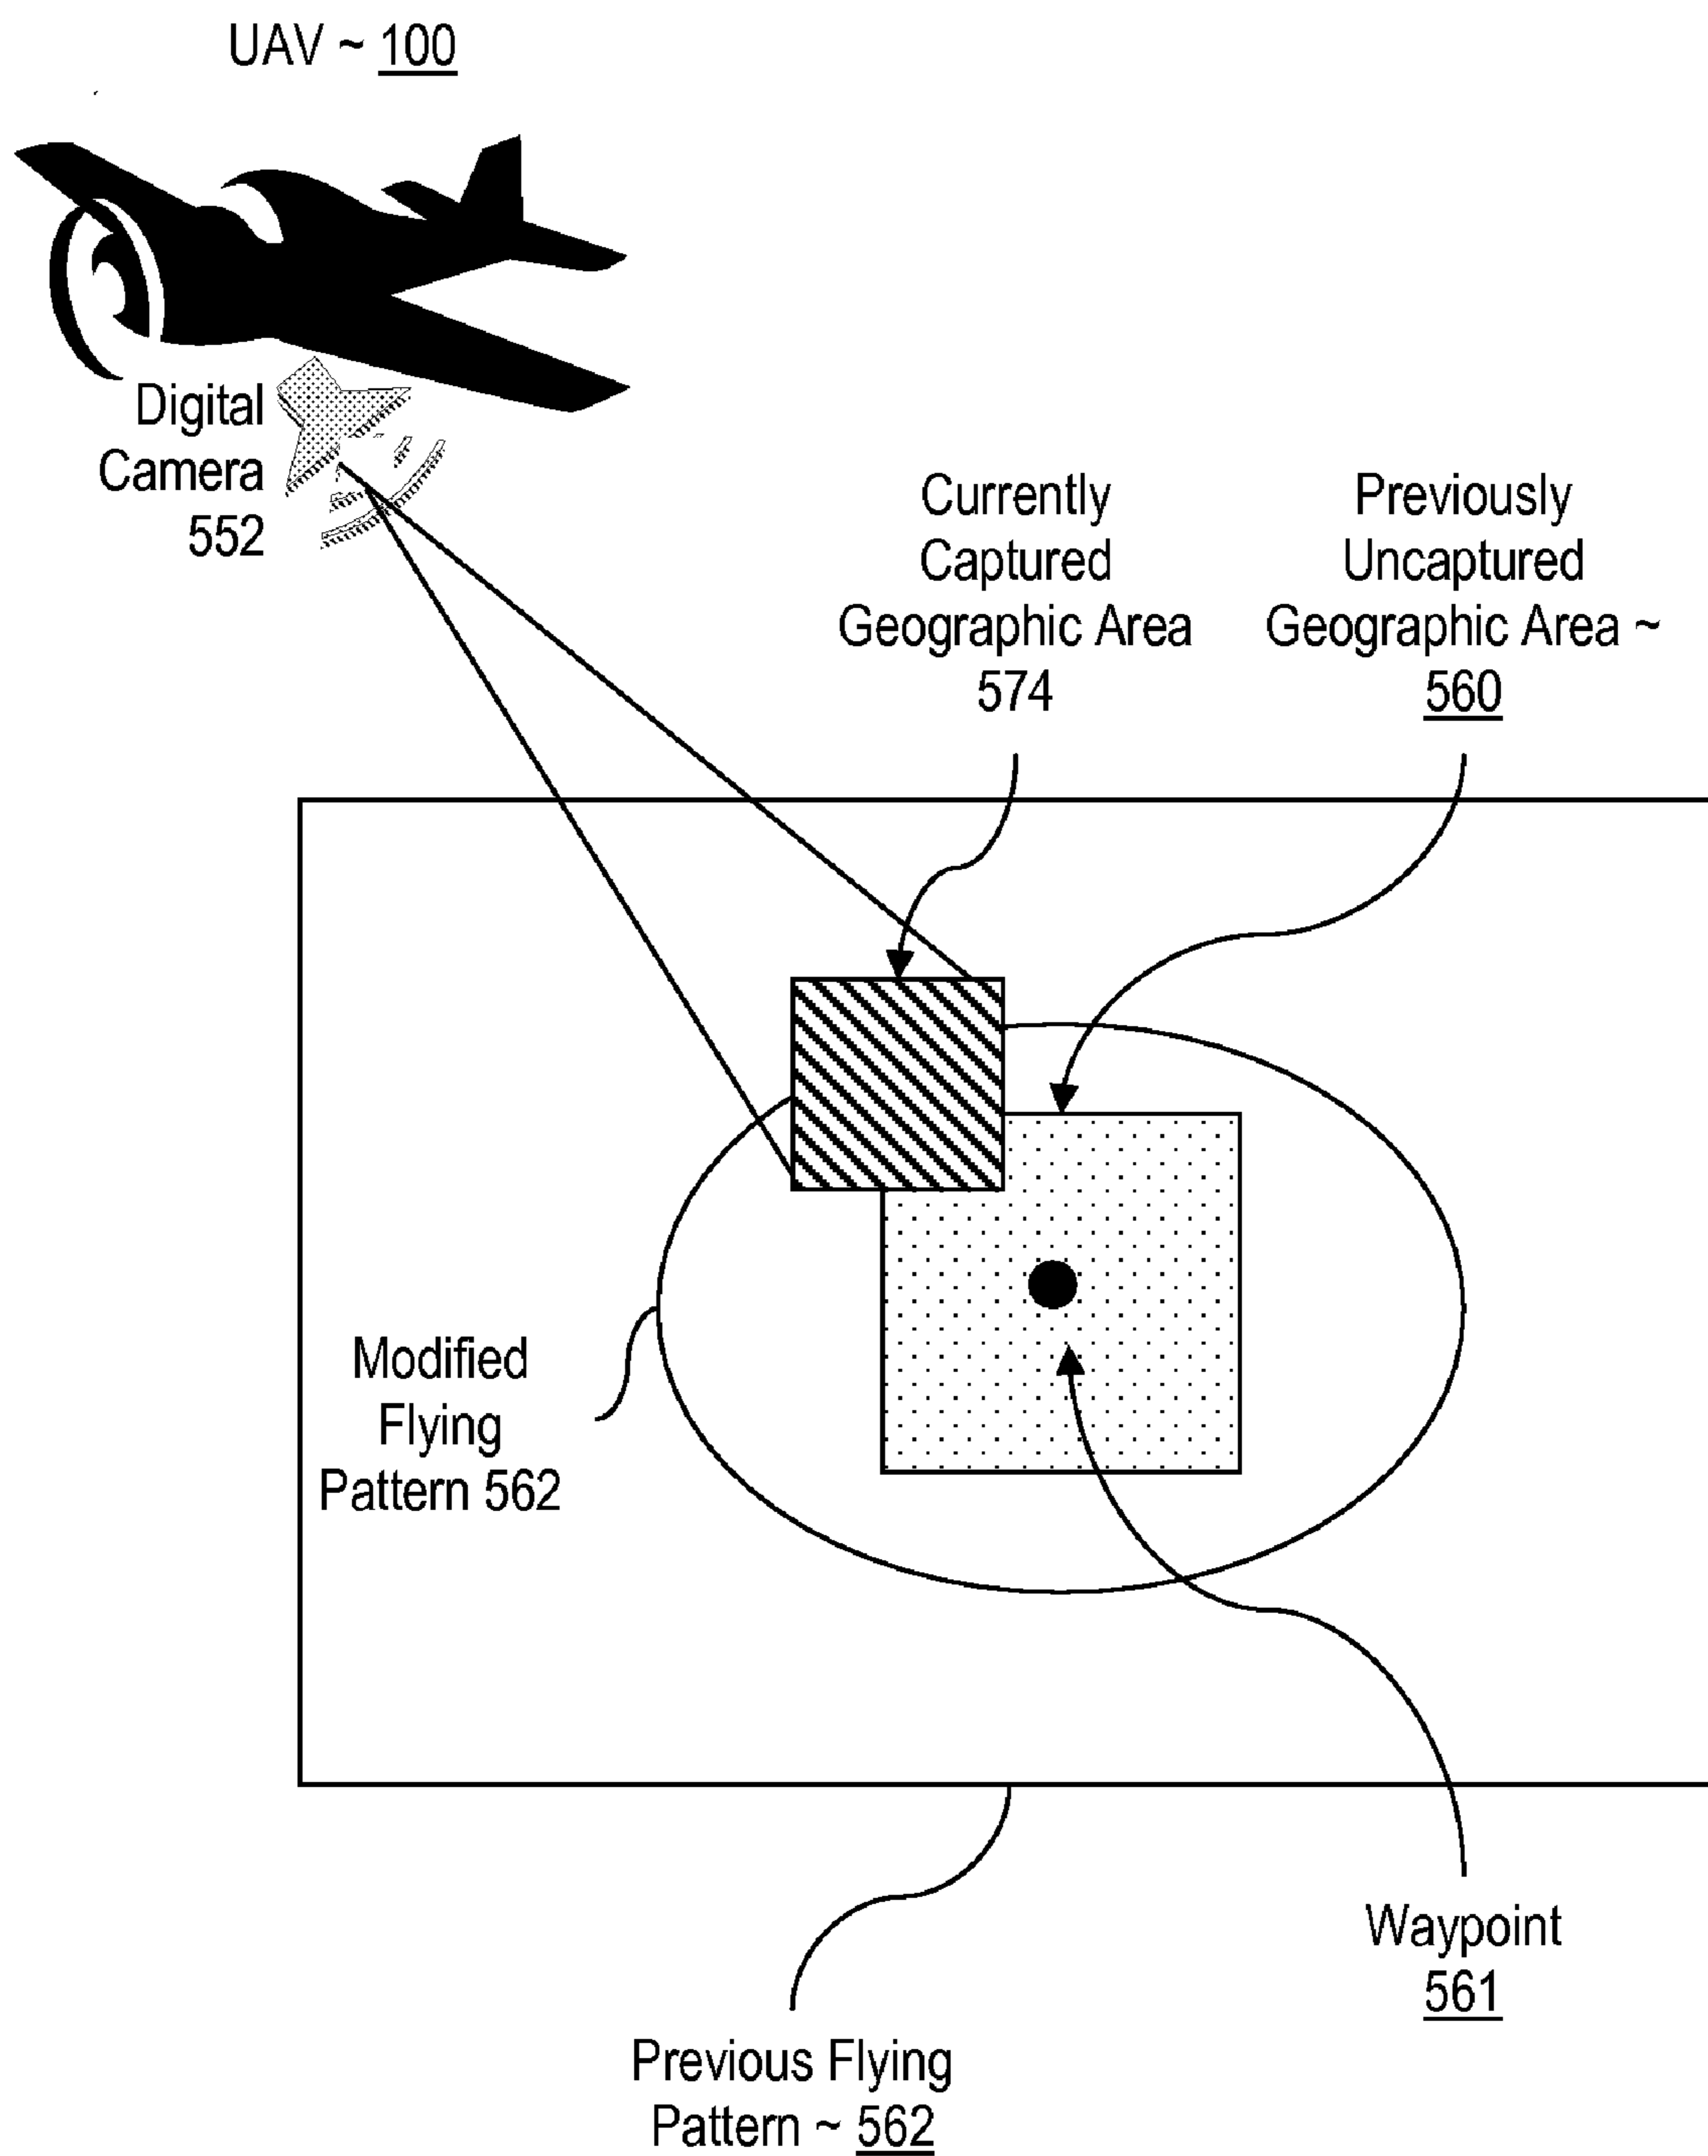 UAV ~ 100
Digital
Camera
552
Currently
Captured
Geographic Area
574
Previously
Uncaptured
Geographic Area ~
560
Modified
Flying
Pattern 562
Waypoint
561
Previous Flying
Pattern ~ 562